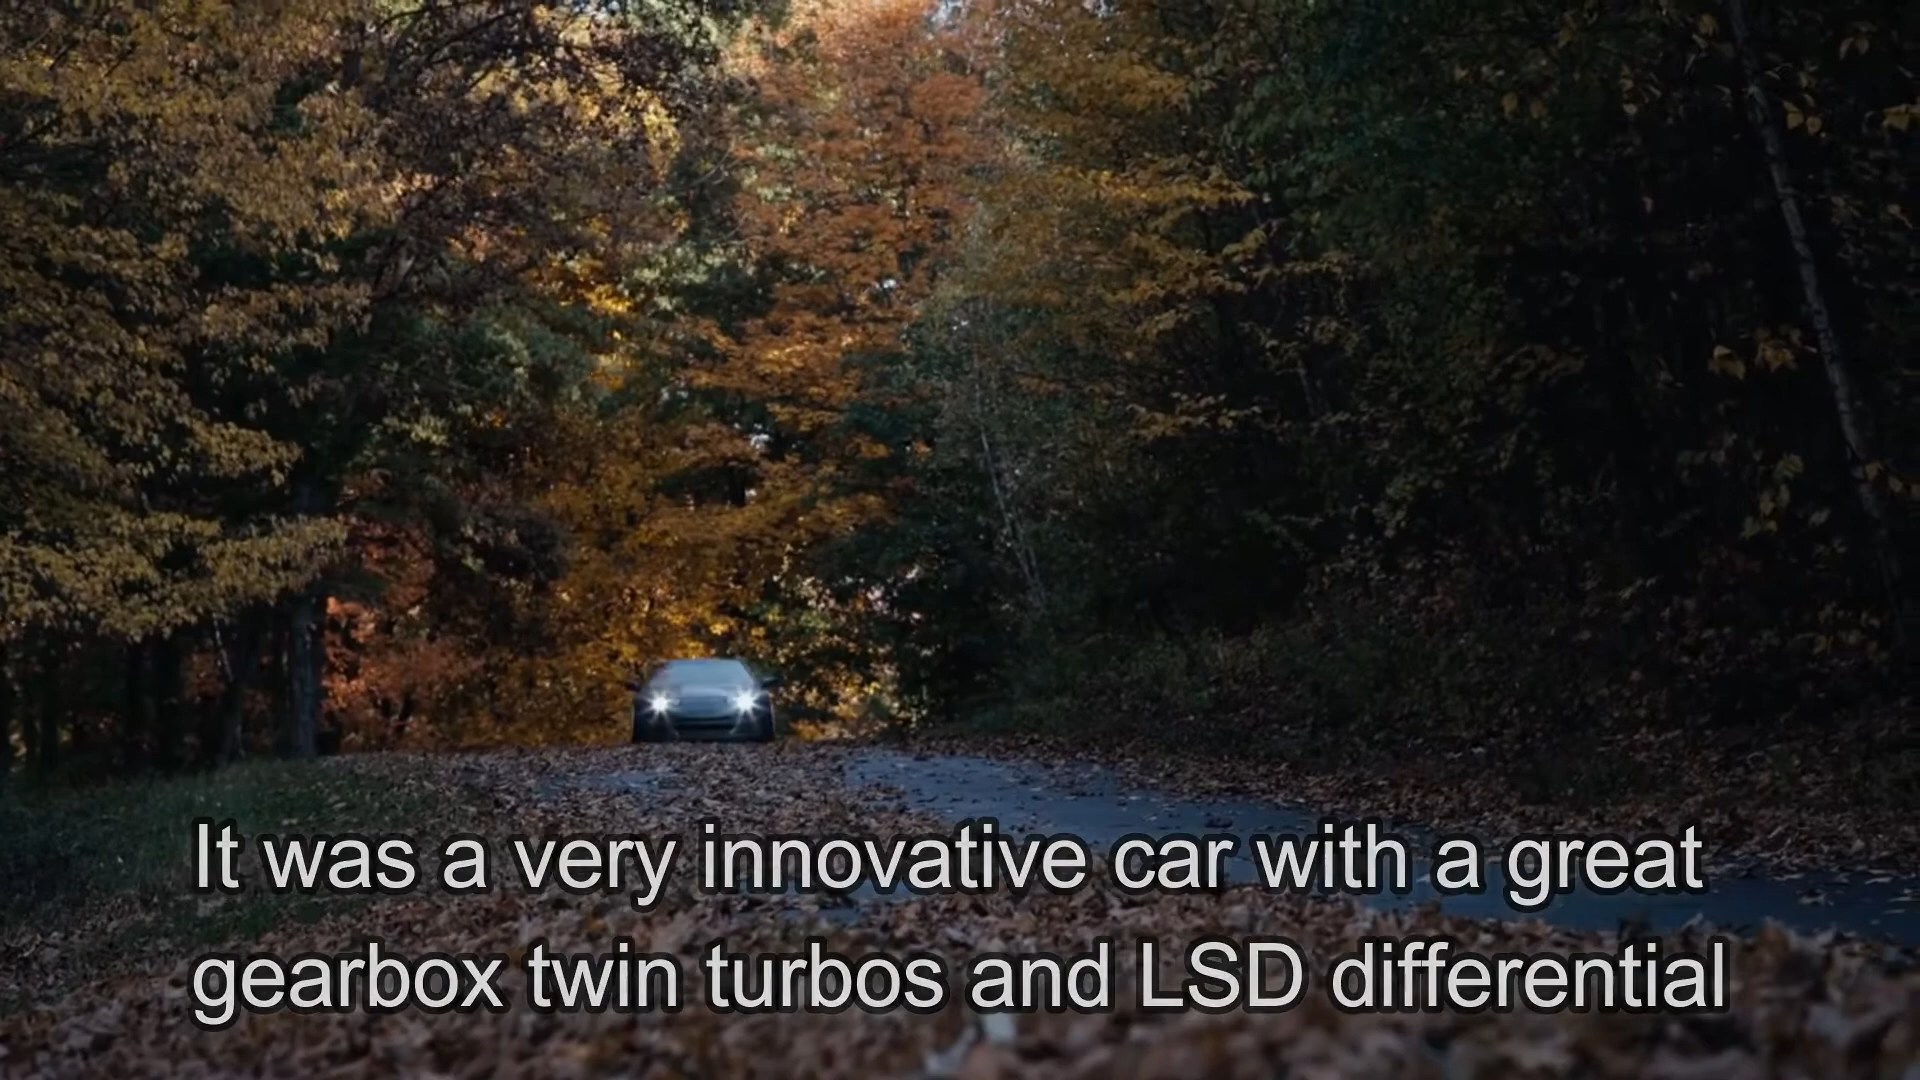 It was a very innovative car with a great
gearbox twin turbos and LSD differential